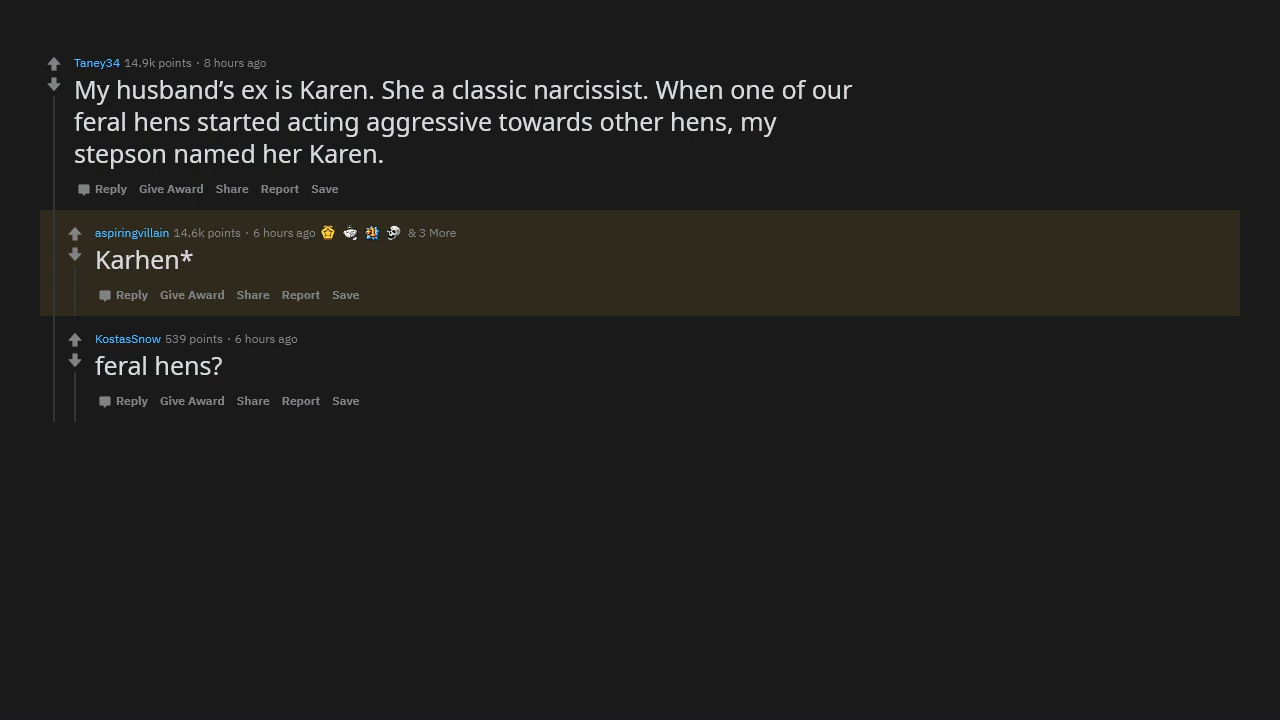 Taney34 14.9k points · 8 hours ago
My husband’s ex is Karen. She a classic narcissist. When one of our
feral hens started acting aggressive towards other hens, my
stepson named her Karen.
Reply Give Award Share Report Save
aspiringvillain 14.6k points · 6 hours ago & 3 More
Karhen*
Reply Give Award Share Report Save
KostasSnow 539 points · 6 hours ago
feral hens?
Reply Give Award Share Report Save